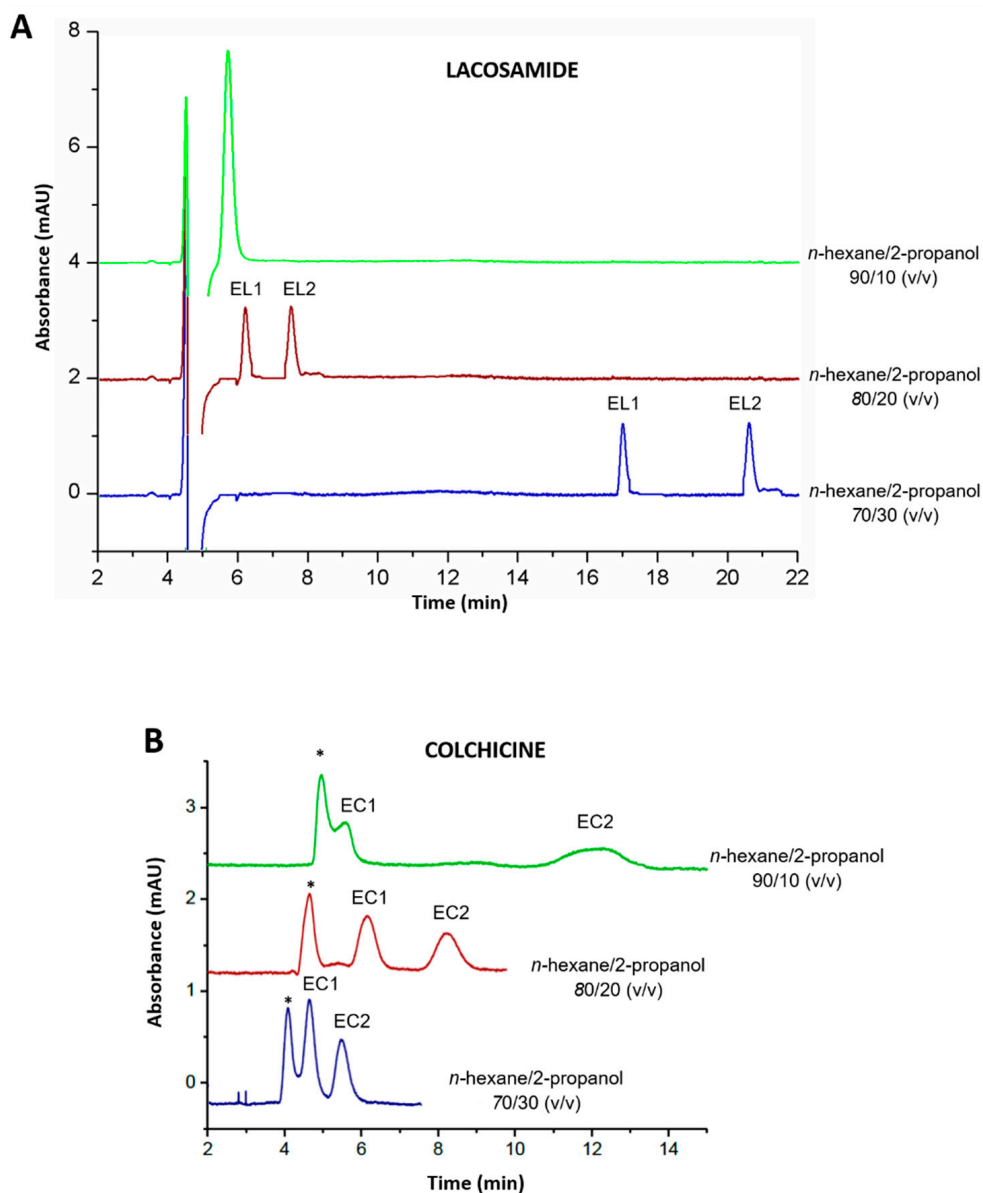 A
8
LACOSAMIDE
6
4
2
0
Absorbance (mAU)
n-hexane/2-propanol
90/10 (v/v)
EL1 EL2
n-hexane/2-propanol
80/20 (v/v)
EL1 EL2
n-hexane/2-propanol
70/30 (v/v)
2 4 6 8 10 12 14 16 18 20 22
Time (min)
B
COLCHICINE
3
2
1
0
Absorbance (mAU)
*
EC1
EC2
n-hexane/2-propanol
90/10 (v/v)
*
EC1
EC2
n-hexane/2-propanol
80/20 (v/v)
*
EC1
EC2
n-hexane/2-propanol
70/30 (v/v)
2 4 6 8 10 12 14
Time (min)